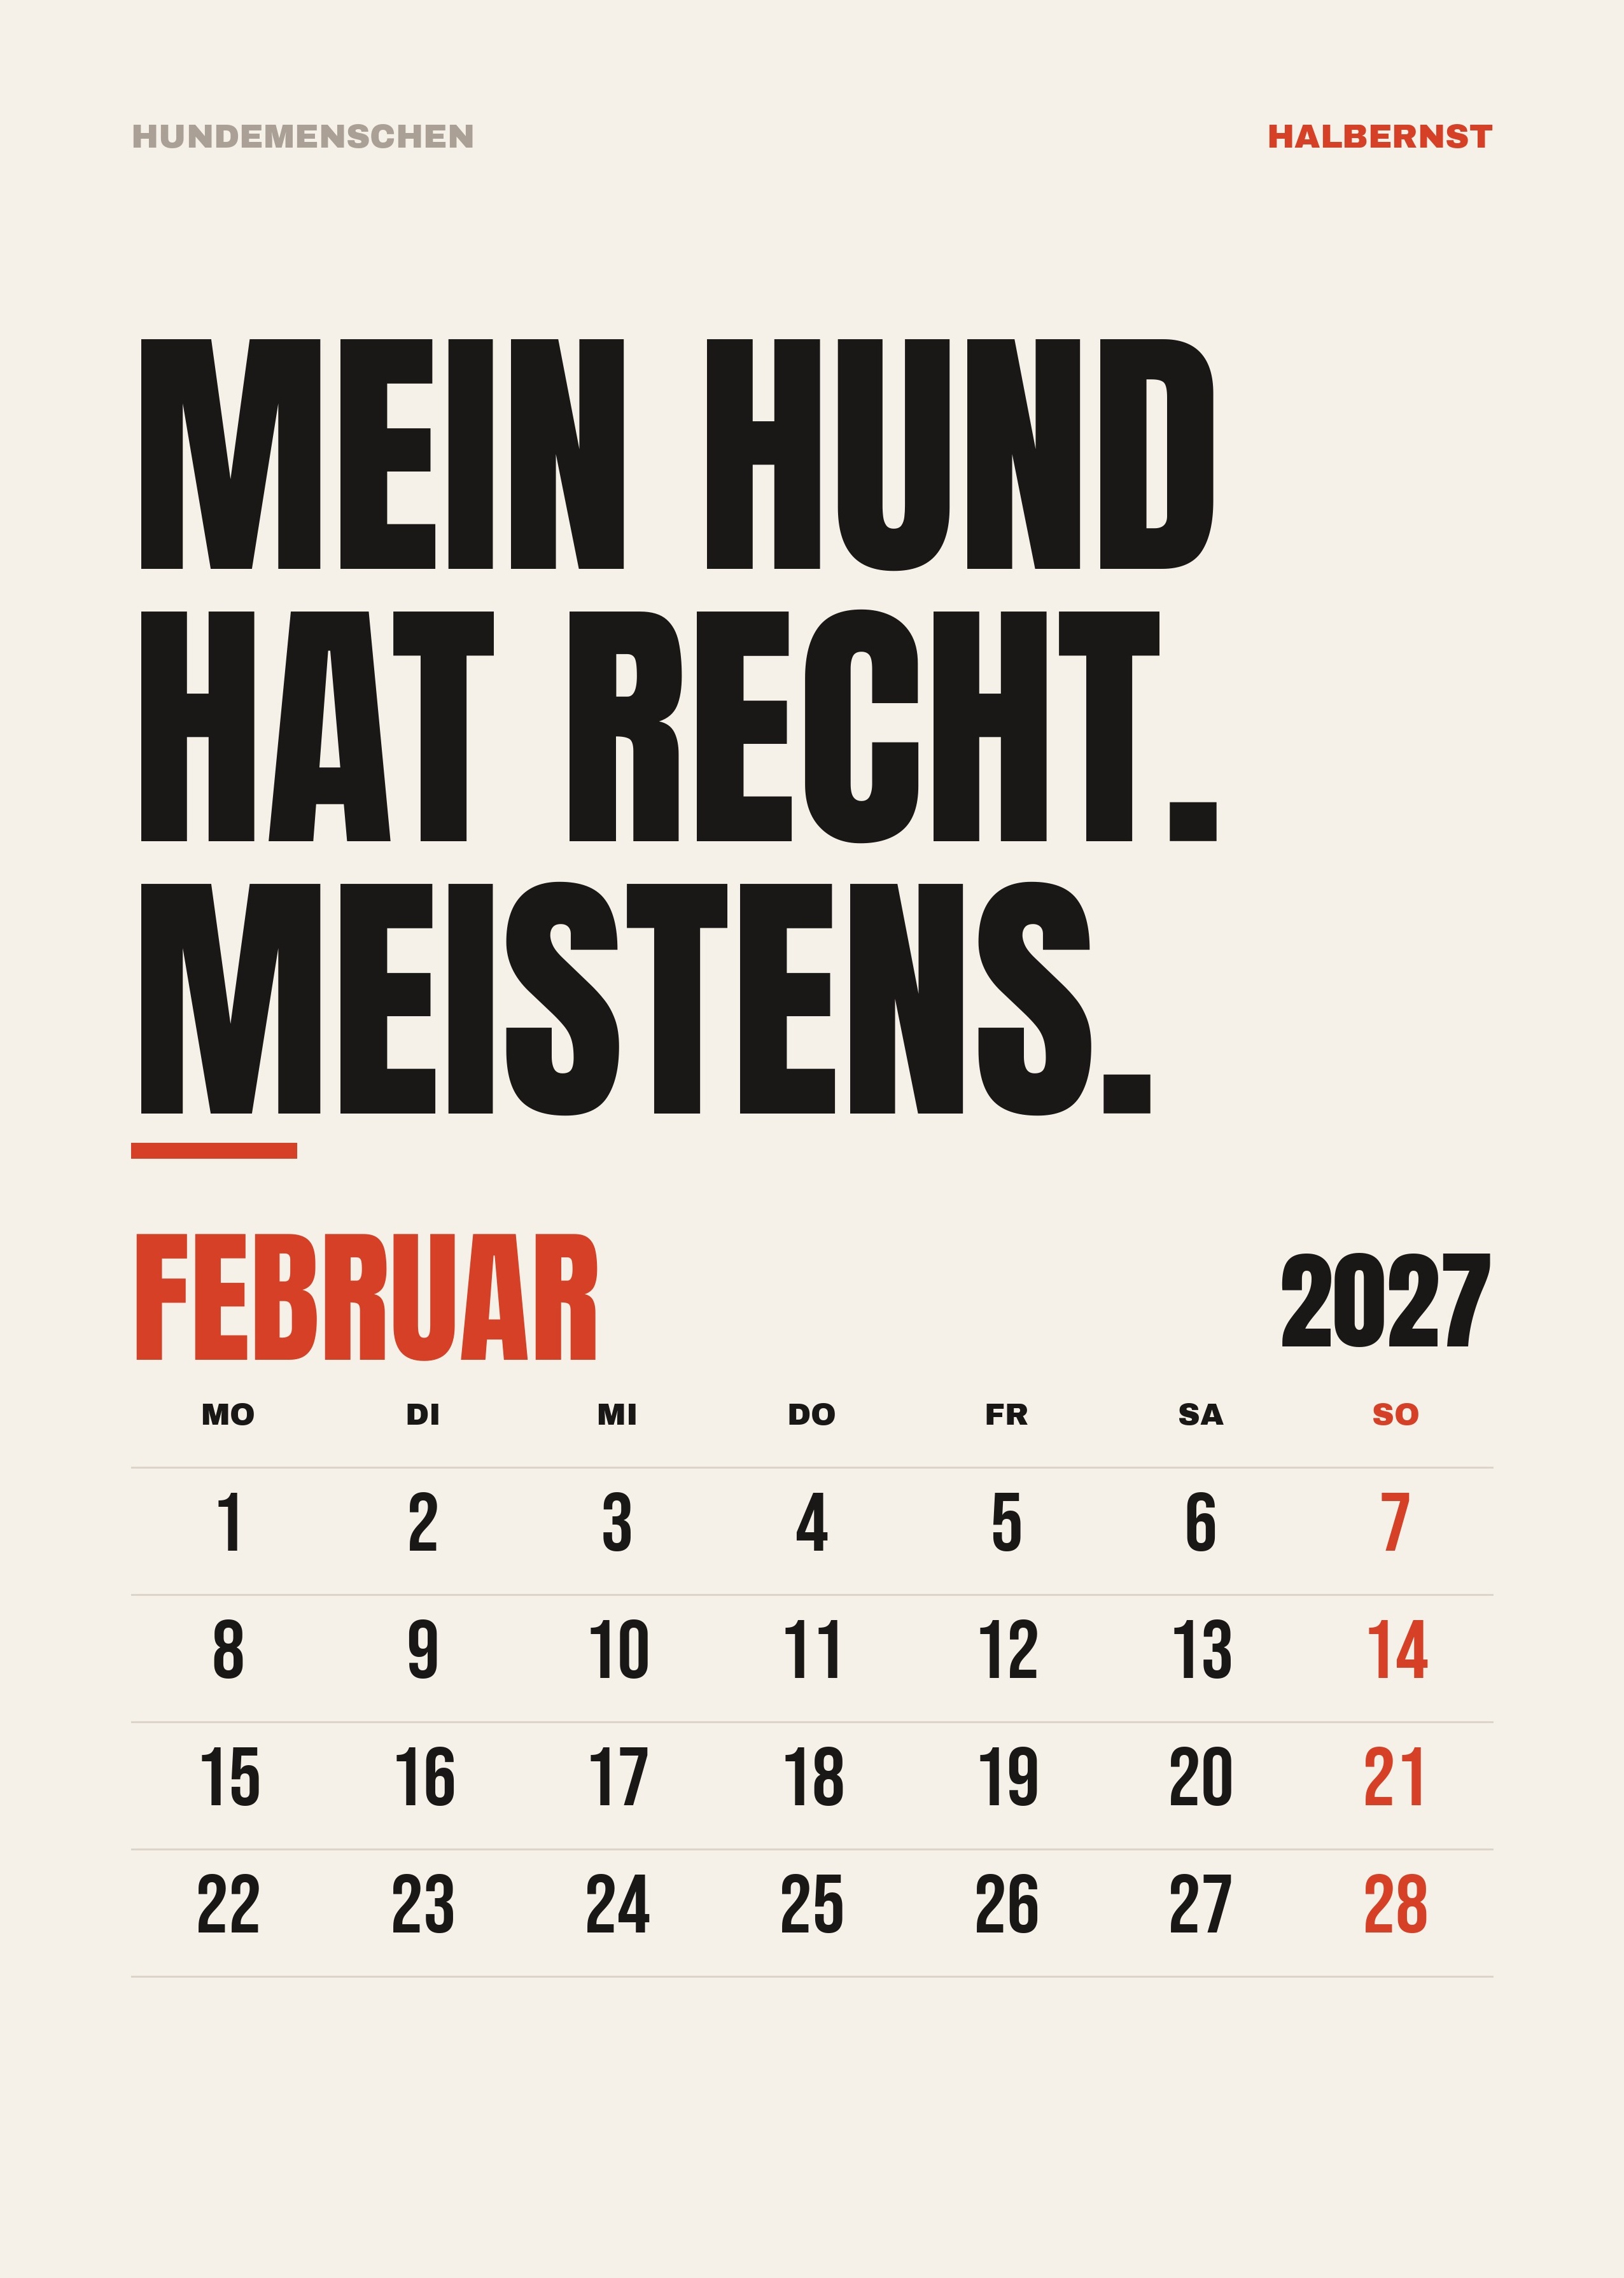 HUNDEMENSCHEN HALBERNST
MEIN HUND
HAT RECHT.
MEISTENS.
FEBRUAR 2027
MO DI MI DO FR SA SO
1 2 3 4 5 6 7
8 9 10 11 12 13 14
15 16 17 18 19 20 21
22 23 24 25 26 27 28